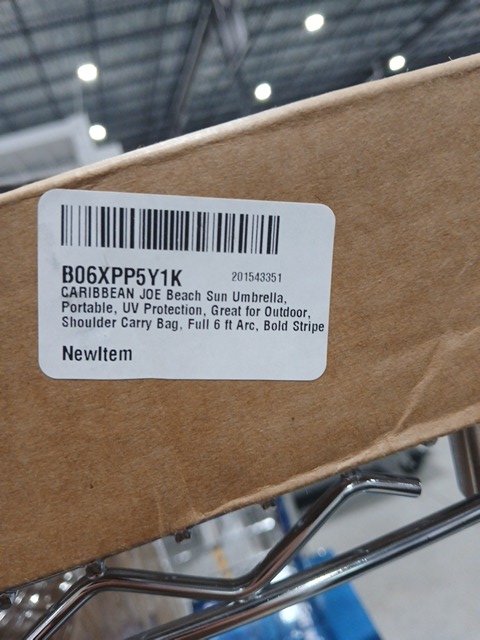 B06XPP5Y1K 201543351
CARIBBEAN JOE Beach Sun Umbrella,
Portable, UV Protection, Great for Outdoor,
Shoulder Carry Bag, Full 6 ft Arc, Bold Stripe
NewItem